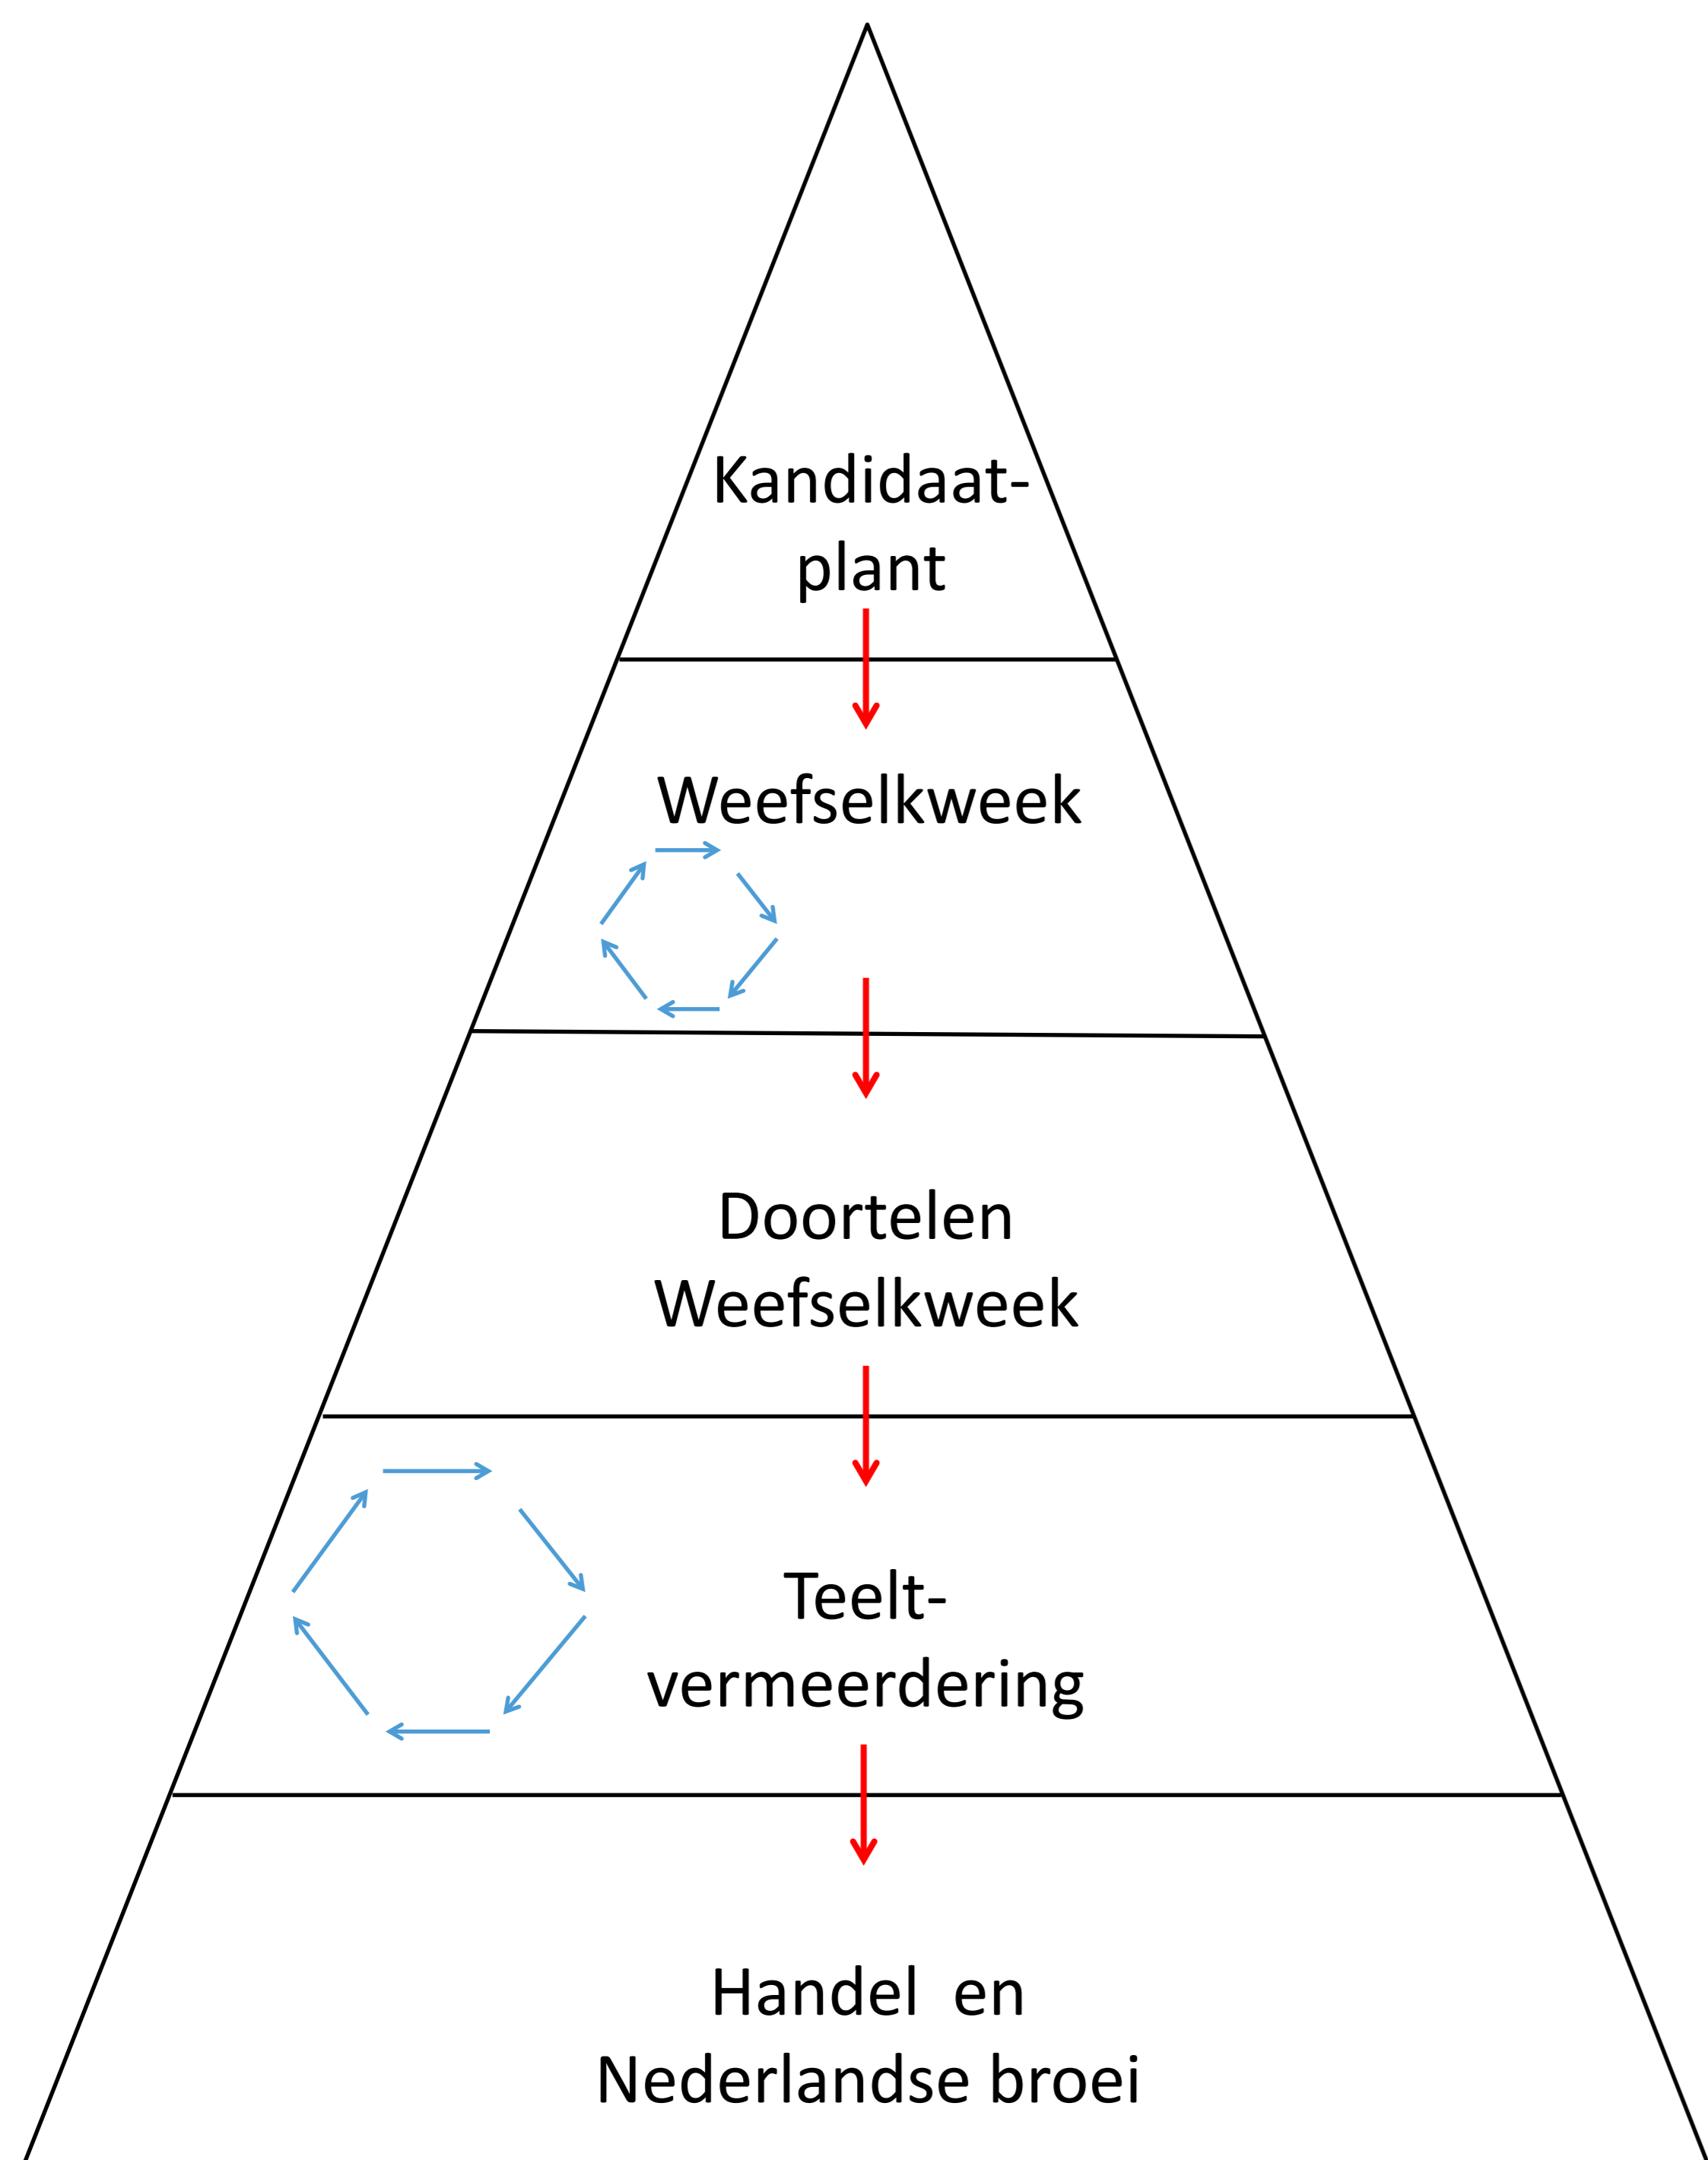 Kandidaat-
plant
Weefselkweek
Doortelen
Weefselkweek
Teelt-
vermeerdering
Handel en
Nederlandse broei